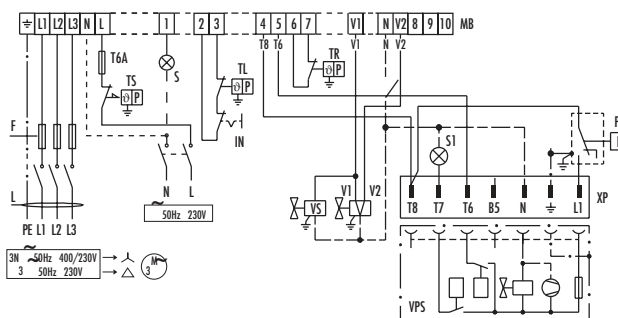 L1 L2 L3 N L 1 2 3 4 5 6 7 V1 N V2 8 9 10 MB
T8 T6 V1 N V2
T6A
S
TS
ϑ P
TL
ϑ P
TR
ϑ P
IN
F
L
N L
50Hz 230V
PE L1 L2 L3
3N 50Hz 400/230V
3 50Hz 230V
M
3
S1
VS
V1 V2
T8 T7 T6 B5 N L1
XP
VPS